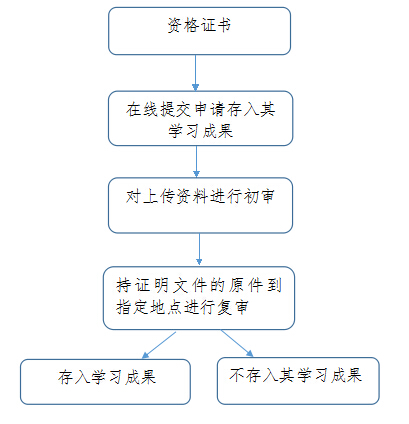 资格证书
在线提交申请存入其
学习成果
对上传资料进行初审
持证明文件的原件到
指定地点进行复审
存入学习成果
不存入其学习成果